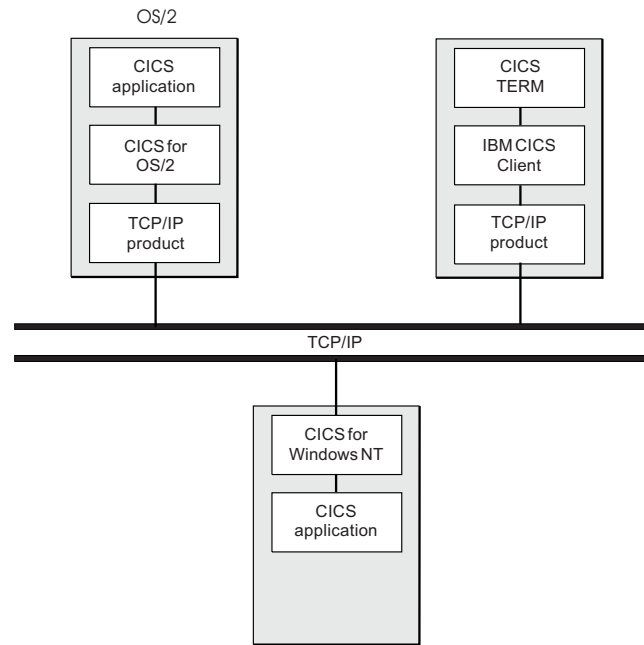 OS/2
CICS
application
CICS for
OS/2
TCP/IP
product
CICS
TERM
IBM CICS
Client
TCP/IP
product
TCP/IP
CICS for
Windows NT
CICS
application